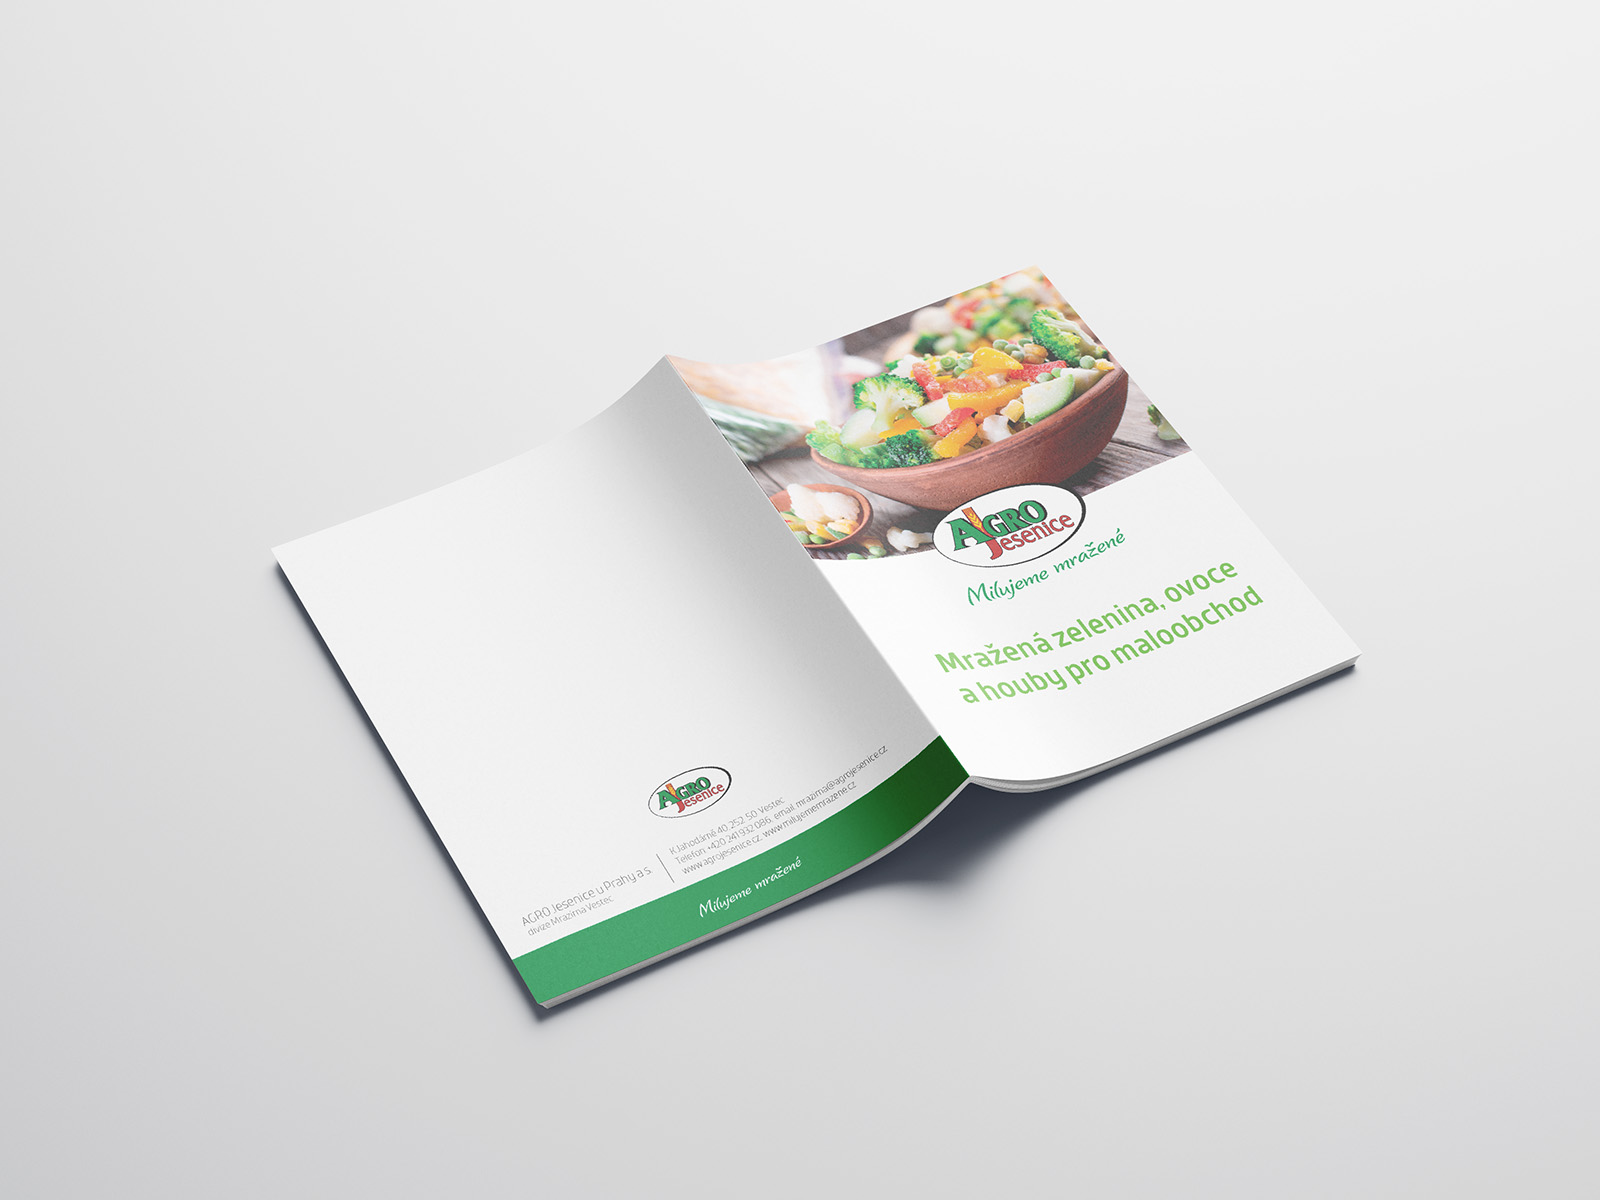 AGRO
Jesenice
Milujeme mražené
Mražená zelenina, ovoce
a houby pro maloobchod
AGRO
Jesenice
AGRO Jesenice u Prahy a.s.
divize Mrazírna Vestec
K Jahodárně 40, 252 50 Vestec
Telefon: +420 241 932 086, email: mrazirna@agrojesenice.cz
www.agrojesenice.cz, www.milujememrazene.cz
Milujeme mražené